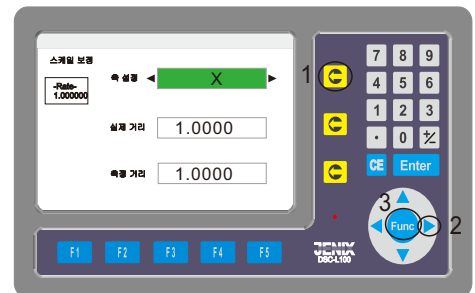 스케일 보정
-Rate-
1.000000
축 설정
X
실제 거리
1.0000
측정 거리
1.0000
1
7 8 9
4 5 6
1 2 3
· 0 +/-
CE Enter
3
Func
2
F1 F2 F3 F4 F5
JENIX
DSC-L100